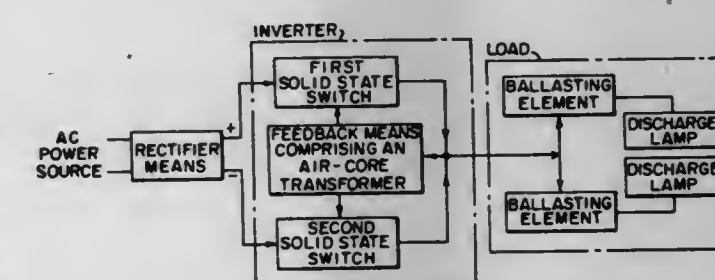 INVERTER
LOAD
FIRST
SOLID STATE
SWITCH
BALLASTING
ELEMENT
AC
POWER
SOURCE
RECTIFIER
MEANS
+
−
FEEDBACK MEANS
COMPRISING AN
AIR-CORE
TRANSFORMER
DISCHARGE
LAMP
DISCHARGE
LAMP
SECOND
SOLID STATE
SWITCH
BALLASTING
ELEMENT